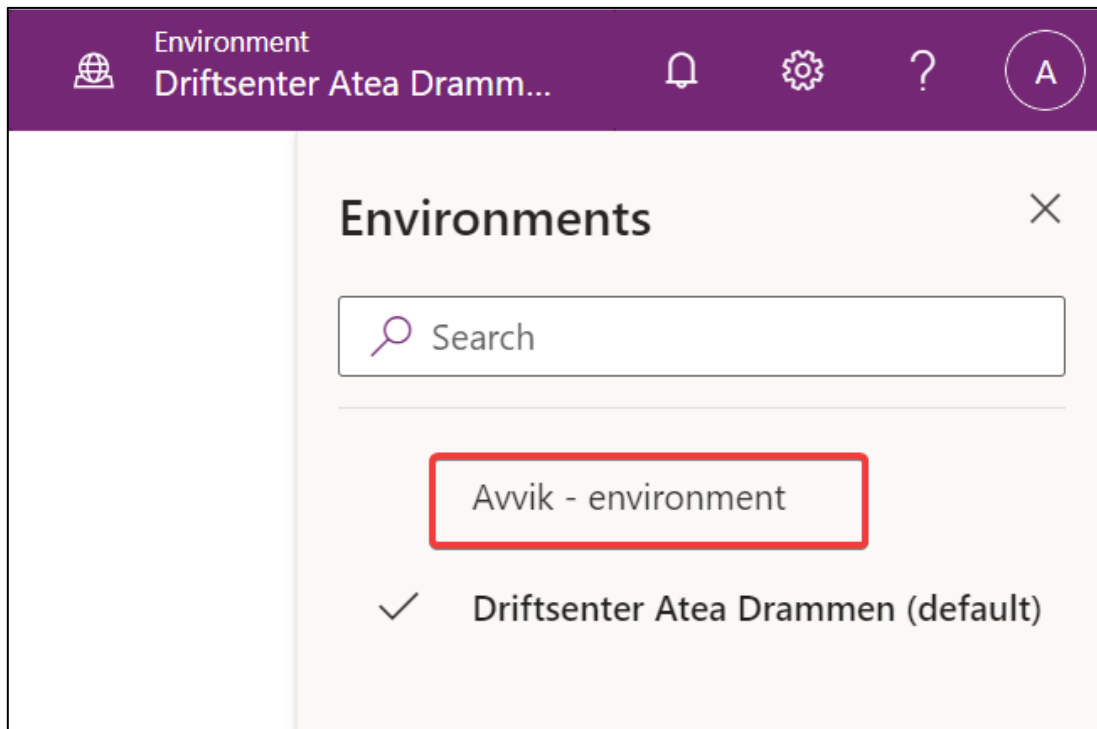 Environment
Driftsenter Atea Dramm...
?
A
Environments
Search
Avvik - environment
Driftsenter Atea Drammen (default)